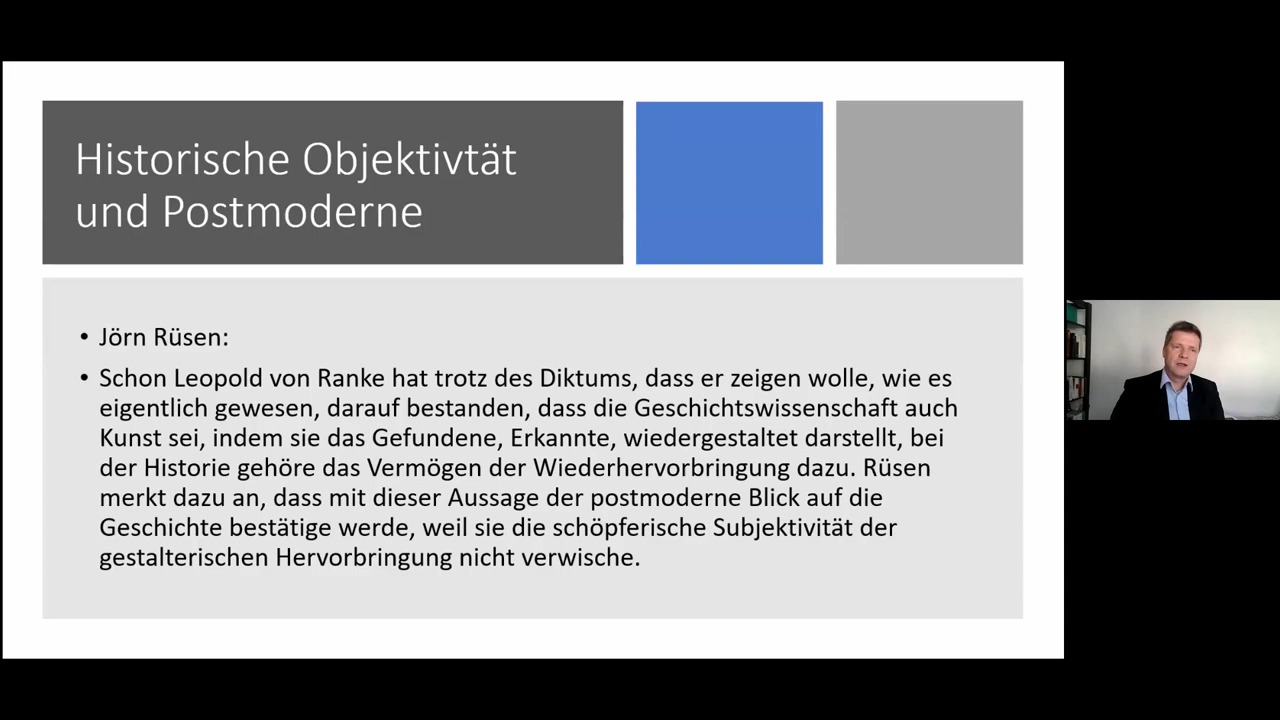 Historische Objektivtät
und Postmoderne
• Jörn Rüsen:
• Schon Leopold von Ranke hat trotz des Diktums, dass er zeigen wolle, wie es
eigentlich gewesen, darauf bestanden, dass die Geschichtswissenschaft auch
Kunst sei, indem sie das Gefundene, Erkannte, wiedergestaltet darstellt, bei
der Historie gehöre das Vermögen der Wiederhervorbringung dazu. Rüsen
merkt dazu an, dass mit dieser Aussage der postmoderne Blick auf die
Geschichte bestätige werde, weil sie die schöpferische Subjektivität der
gestalterischen Hervorbringung nicht verwische.